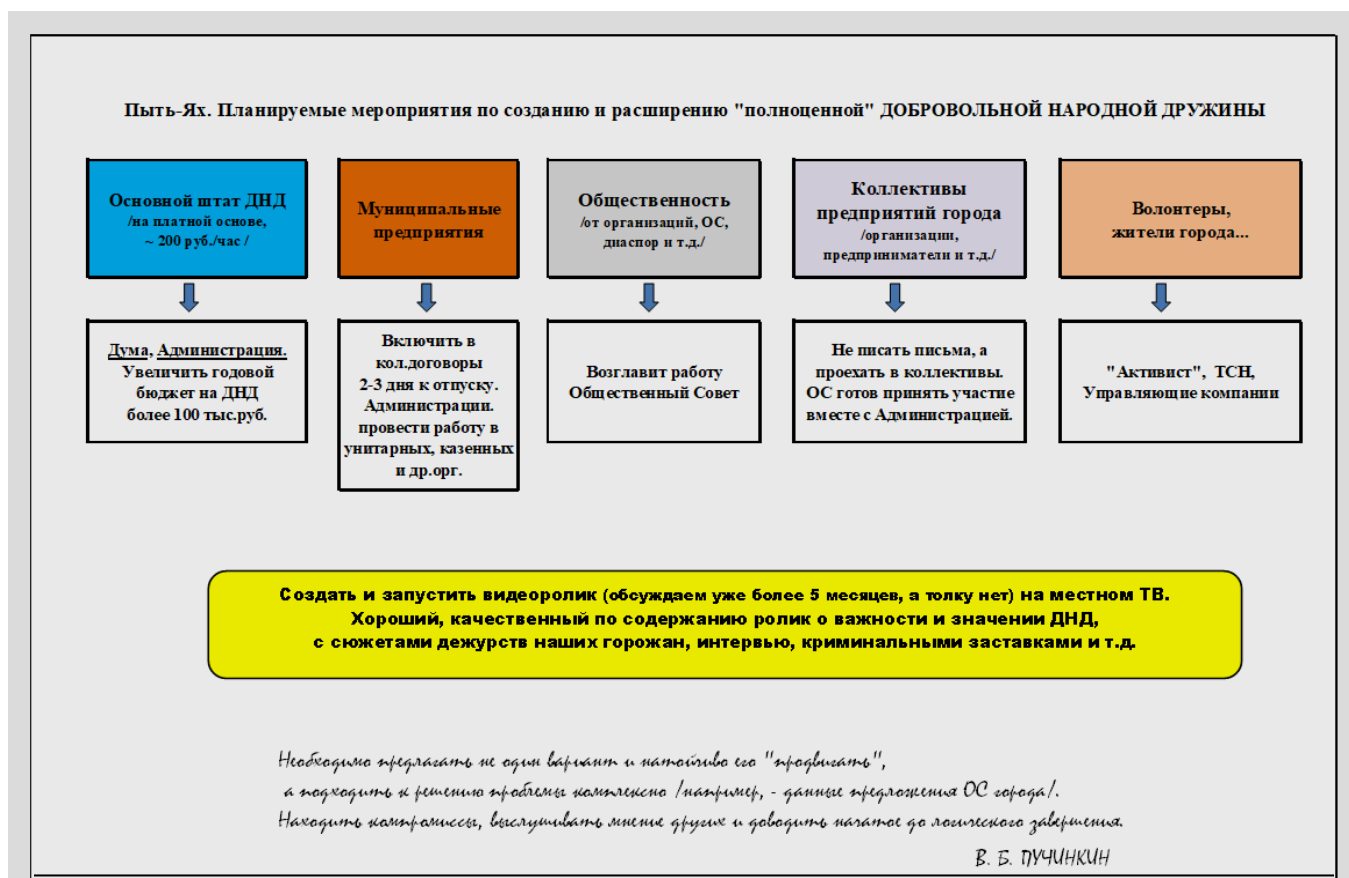 Пыть-Ях. Планируемые мероприятия по созданию и расширению "полноценной" ДОБРОВОЛЬНОЙ НАРОДНОЙ ДРУЖИНЫ
Основной штат ДНД
/на платной основе,
~ 200 руб./час /
Муниципальные
предприятия
Общественность
/от организаций, ОС,
диаспор и т.д./
Коллективы
предприятий города
/организации,
предприниматели и т.д./
Волонтеры,
жители города...
Дума, Администрация.
Увеличить годовой
бюджет на ДНД
более 100 тыс.руб.
Включить в
кол.договоры
2-3 дня к отпуску.
Администрации.
провести работу в
унитарных, казенных
и др.орг.
Возглавит работу
Общественный Совет
Не писать письма, а
проехать в коллективы.
ОС готов принять участие
вместе с Администрацией.
"Активист", ТСН,
Управляющие компании
Создать и запустить видеоролик (обсуждаем уже более 5 месяцев, а толку нет) на местном ТВ.
Хороший, качественный по содержанию ролик о важности и значении ДНД,
с сюжетами дежурств наших горожан, интервью, криминальными заставками и т.д.
Необходимо предлагать не один вариант и натойчиво его "продвигать",
а подходить к решению проблемы комплексно /например, - данные предложения ОС города/.
Находить компромиссы, выслушивать мнение других и доводить начатое до логического завершения.
В. Б. ПУЧИНКИН